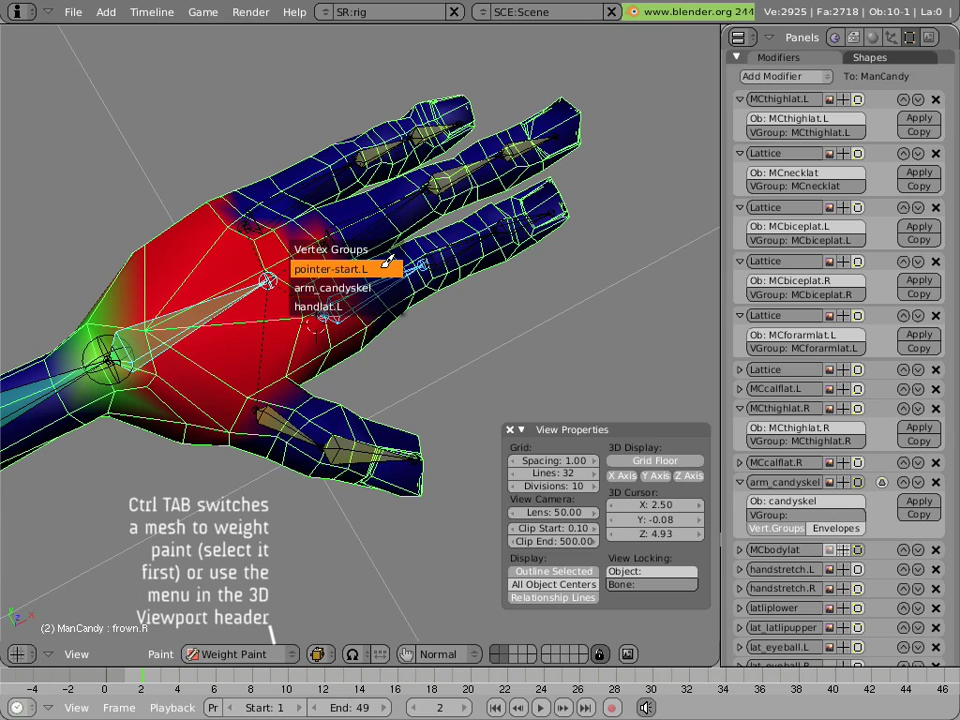 File Add Timeline Game Render Help SR:rig SCE:Scene www.blender.org 244 Ve:2925 | Fa:2718 | Ob:10-1 | La:0 |
Panels
Modifiers Shapes
Add Modifier To: ManCandy
MCthighlat.L
Ob: MCthighlat.L Apply
VGroup: MCthighlat.L Copy
Lattice
Ob: MCnecklat Apply
VGroup: MCnecklat Copy
Lattice
Ob: MCbiceplat.L Apply
VGroup: MCbiceplat.L Copy
Lattice
Ob: MCbiceplat.R Apply
VGroup: MCbiceplat.R Copy
Lattice
Ob: MCforarmlat.L Apply
VGroup: MCforarmlat.L Copy
Lattice
MCcalflat.L
MCthighlat.R
Ob: MCthighlat.R Apply
VGroup: MCthighlat.R Copy
MCcalflat.R
arm_candyskel
Ob: candyskel Apply
VGroup: Copy
Vert.Groups Envelopes
MCbodylat
handstretch.L
handstretch.R
latliplower
lat_latlipupper
lat_eyeball.L
lat_eyeball.R
Vertex Groups
pointer-start.L
arm_candyskel
handlat.L
View Properties
Grid: 3D Display:
Spacing: 1.00 Grid Floor
Lines: 32 X Axis Y Axis Z Axis
Divisions: 10
View Camera: 3D Cursor:
Lens: 50.00 X: 2.50
Clip Start: 0.10 Y: -0.08
Clip End: 500.00 Z: 4.93
Display: View Locking:
Outline Selected Object:
All Object Centers Bone:
Relationship Lines
Ctrl TAB switches
a mesh to weight
paint (select it
first) or use the
menu in the 3D
Viewport header
(2) ManCandy : frown.R
View Paint Weight Paint Normal
-4 -2 0 2 4 6 8 10 12 14 16 18 20 22 24 26 28 30 32 34 36 38 40 42 44 46
View Frame Playback Pr Start: 1 End: 49 2